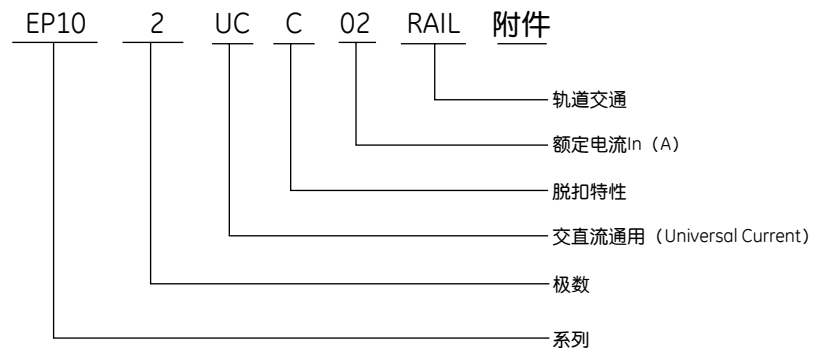 EP10 2 UC C 02 RAIL 附件
轨道交通
额定电流In（A）
脱扣特性
交直流通用（Universal Current）
极数
系列